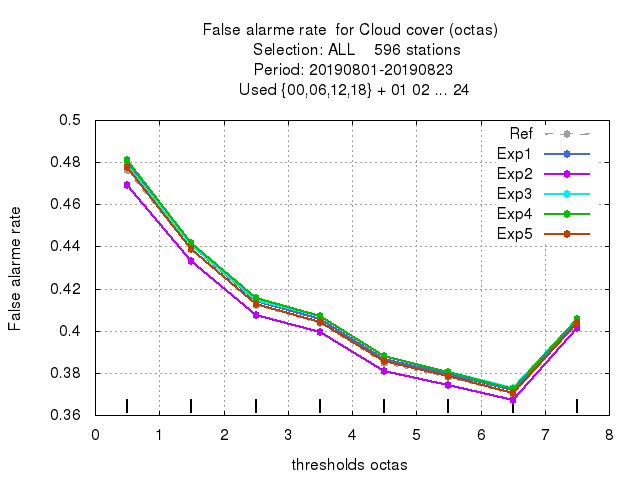 False alarme rate  for Cloud cover (octas)
Selection: ALL    596 stations
Period: 20190801-20190823
Used {00,06,12,18} + 01 02 ... 24
0.5
0.48
0.46
0.44
0.42
0.4
0.38
0.36
False alarme rate
Ref
Exp1
Exp2
Exp3
Exp4
Exp5
0 1 2 3 4 5 6 7 8
thresholds octas